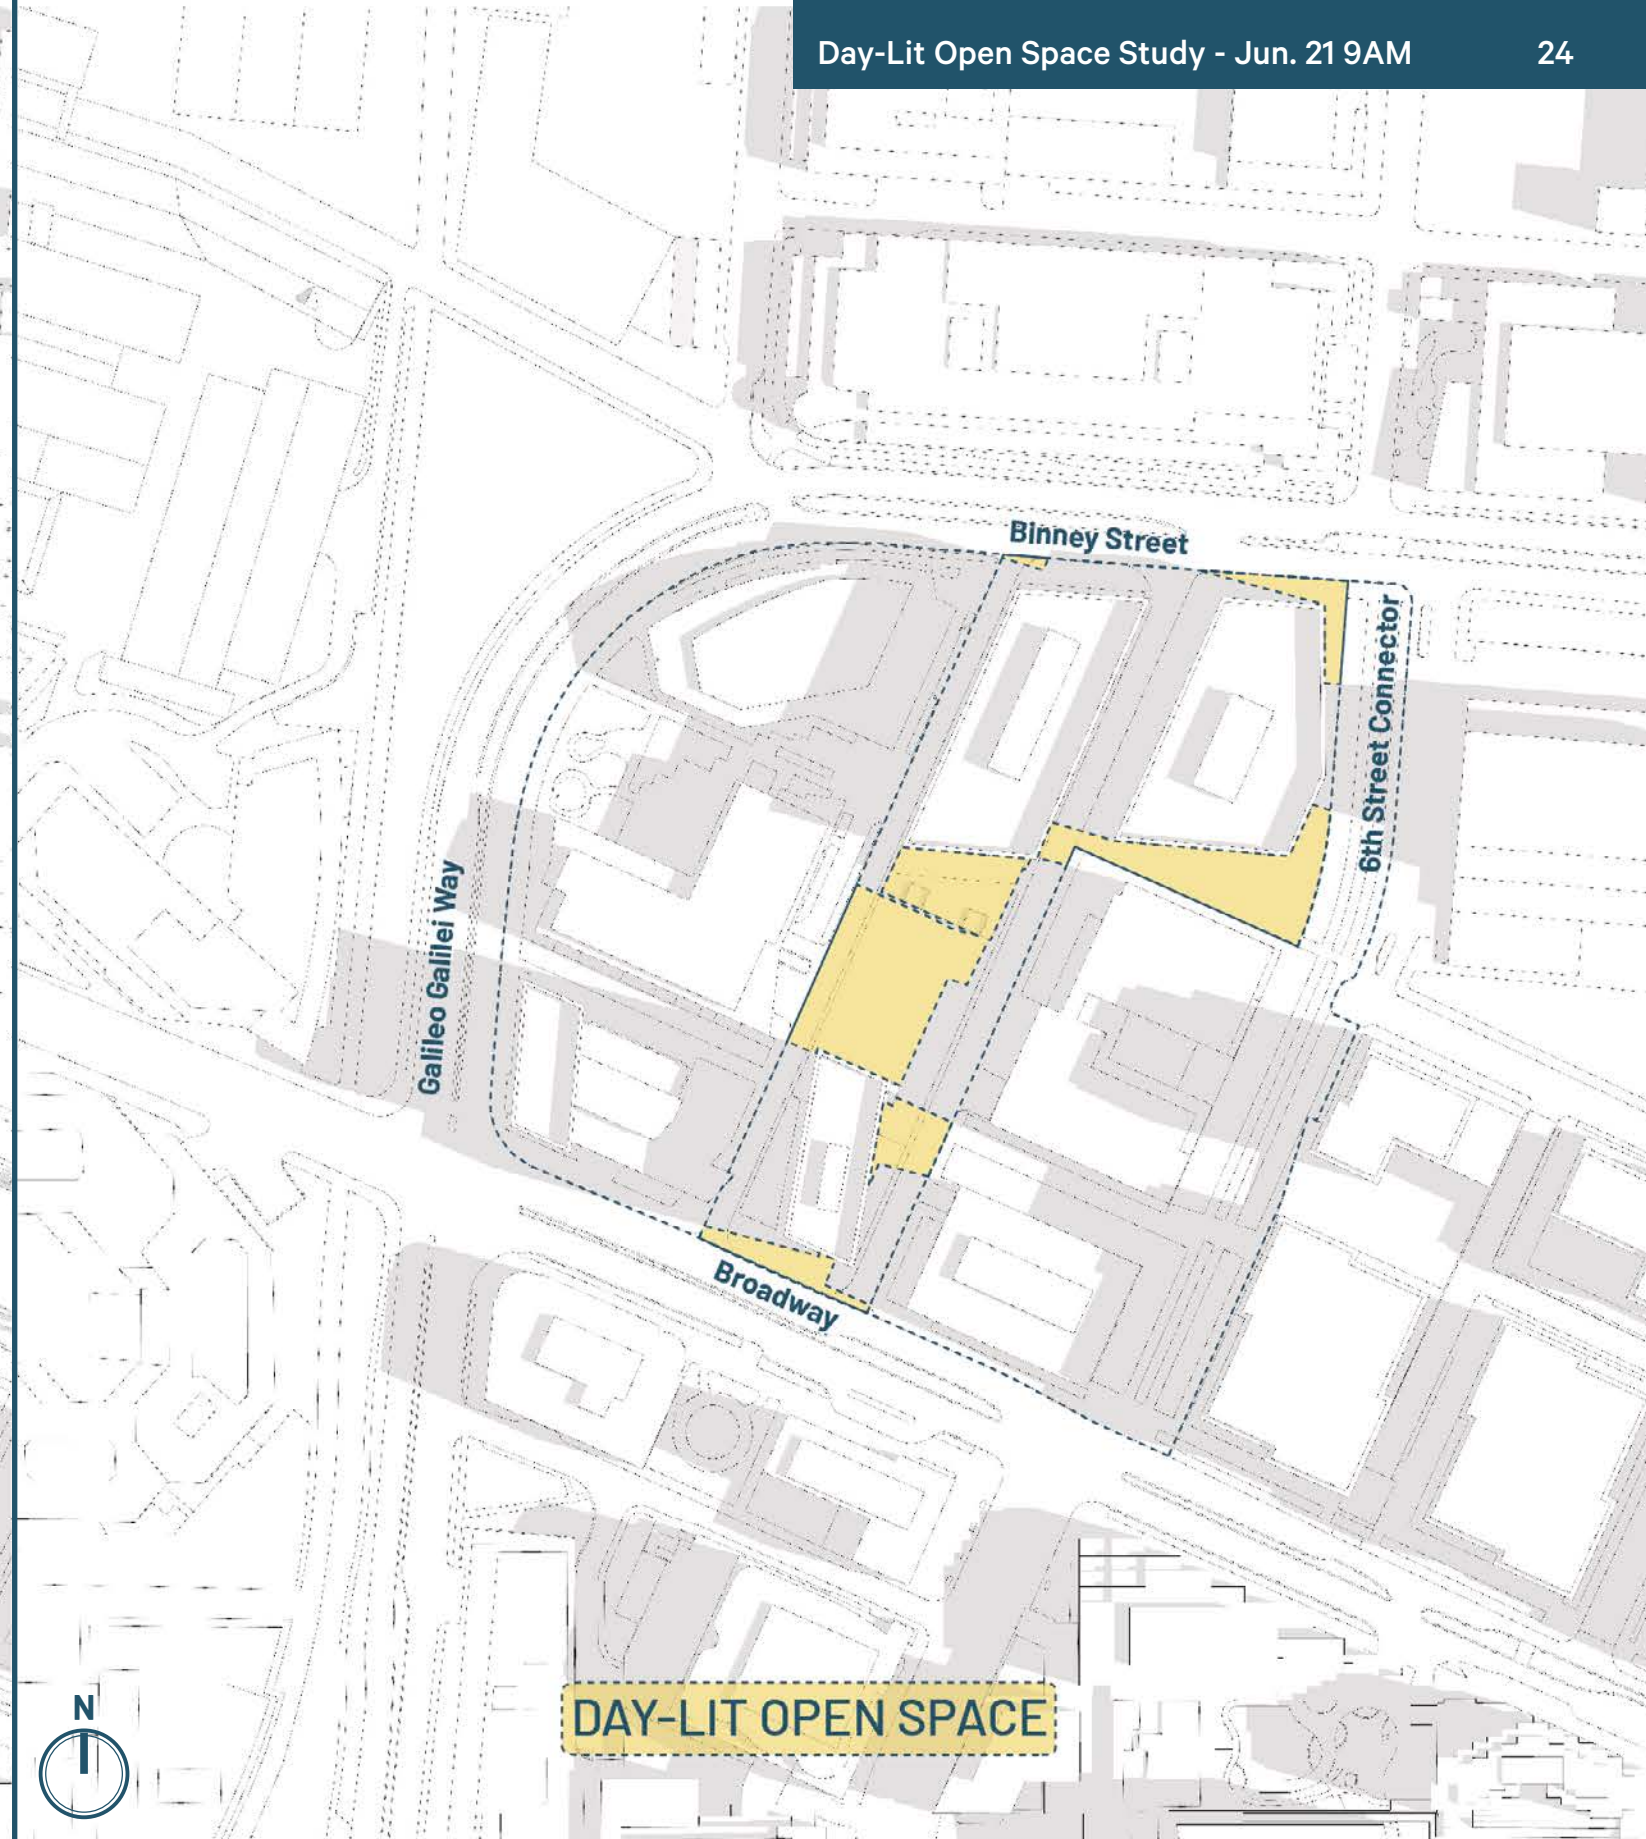 Day-Lit Open Space Study - Jun. 21 9AM 24
Binney Street
6th Street Connector
Galileo Galilei Way
Broadway
DAY-LIT OPEN SPACE
N